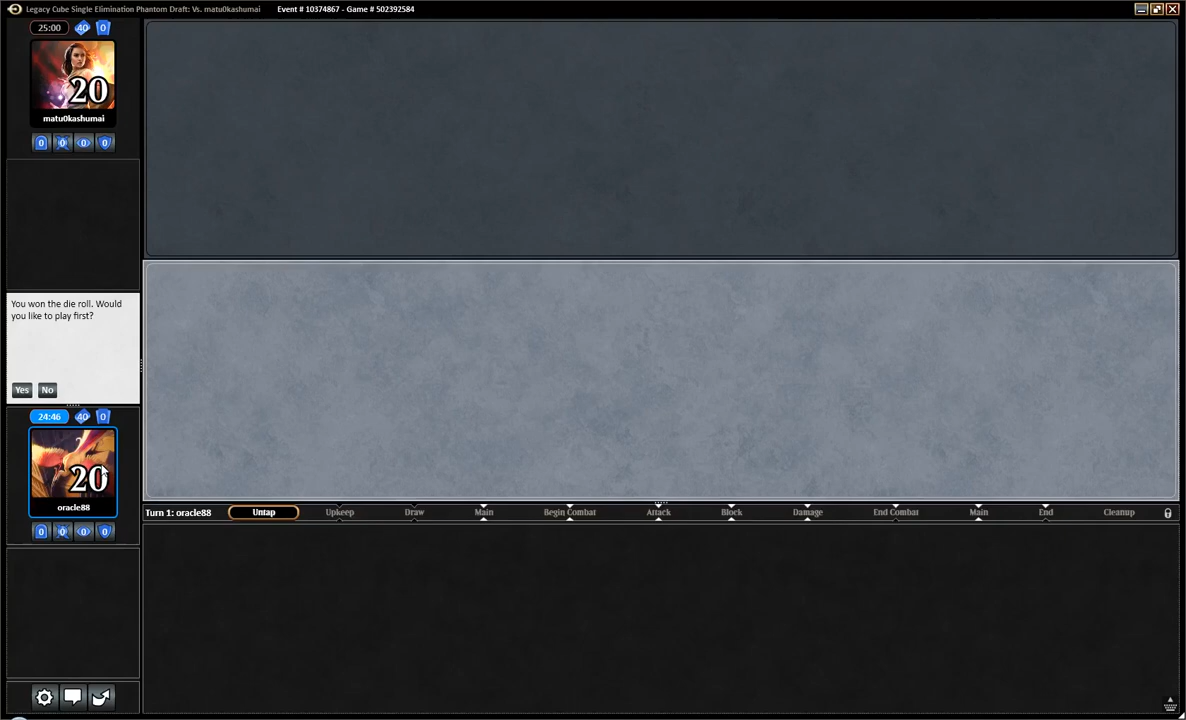 Legacy Cube Single Elimination Phantom Draft: Vs. matu0kashumai Event # 10374867 - Game # 502392584
25:00 40 0
20
matu0kashumai
0 0 0 0
You won the die roll. Would
you like to play first?
Yes No
24:46 40 0
20
oracle88
0 0 0 0
Turn 1: oracle88 Untap Upkeep Draw Main Begin Combat Attack Block Damage End Combat Main End Cleanup